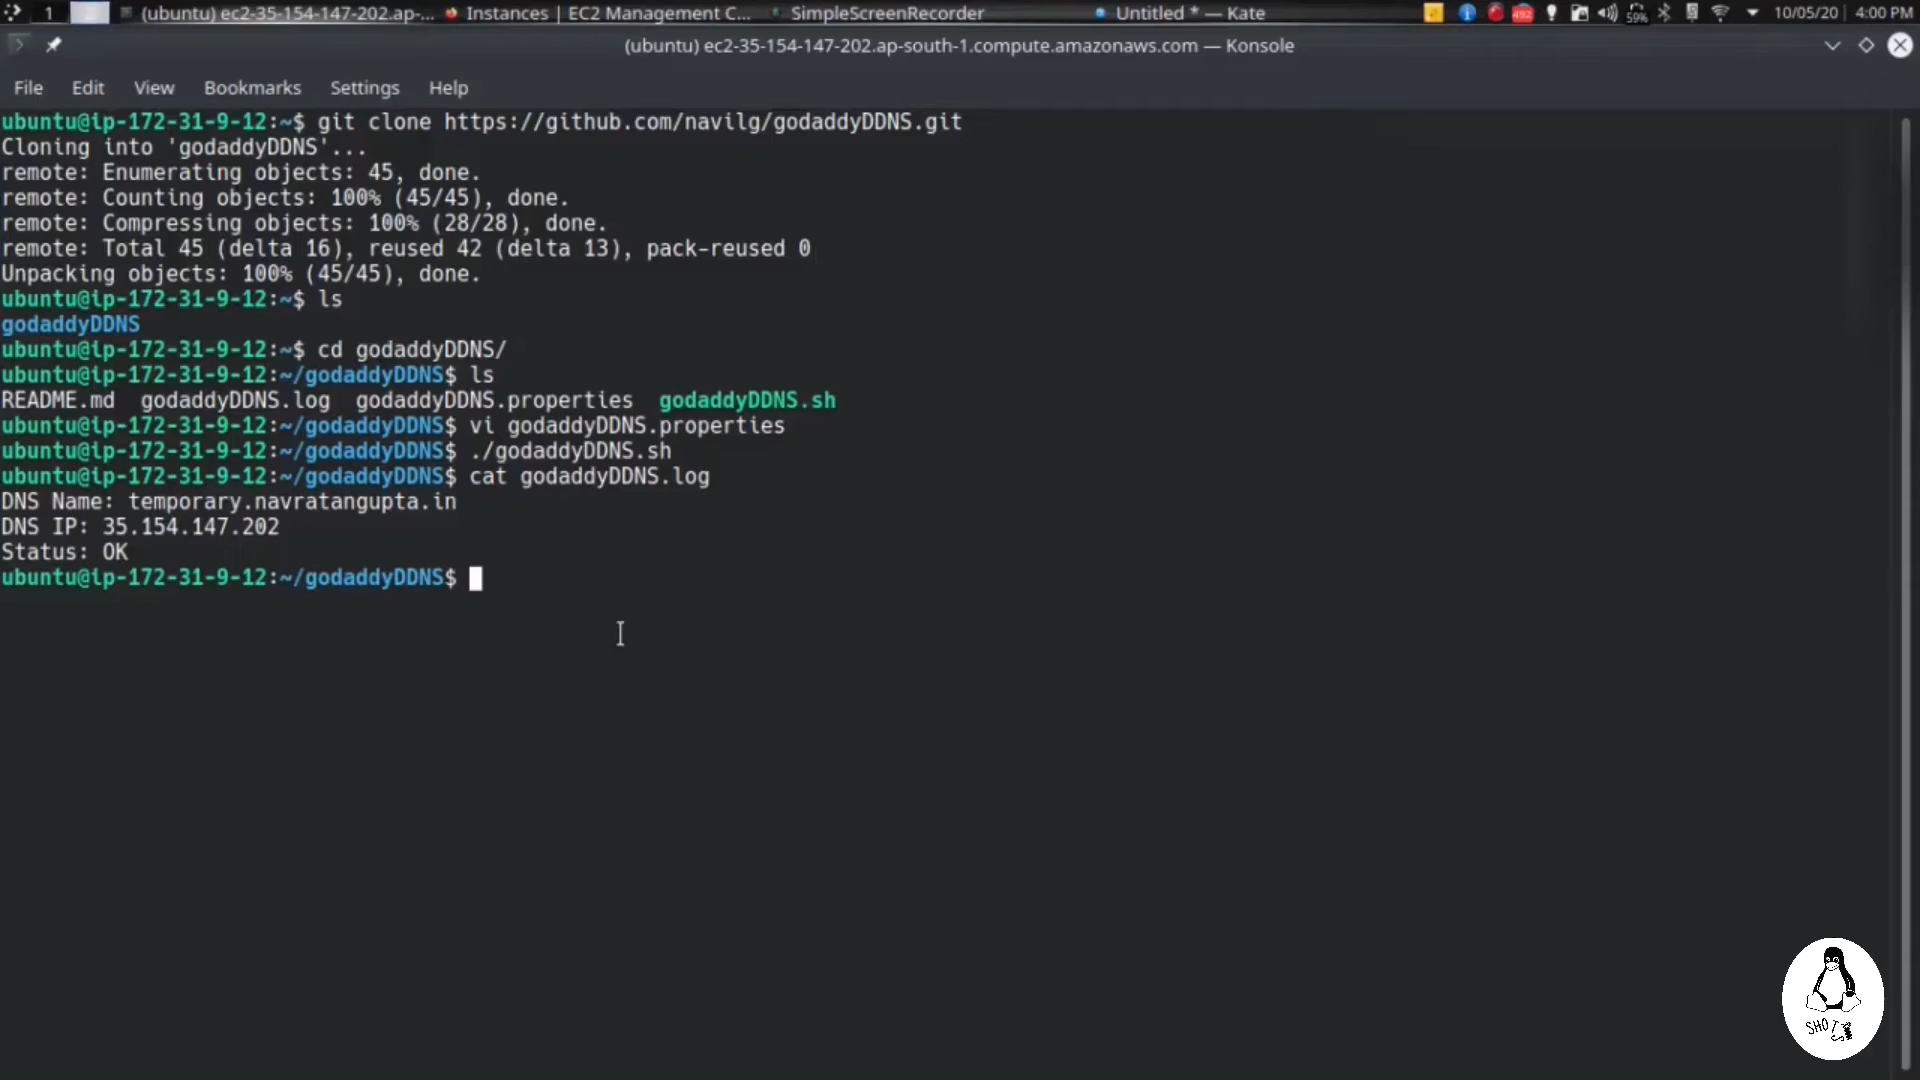 1 (ubuntu) ec2-35-154-147-202.ap-... Instances | EC2 Management C... SimpleScreenRecorder Untitled * — Kate 492 59% 10/05/20 4:00 PM
(ubuntu) ec2-35-154-147-202.ap-south-1.compute.amazonaws.com — Konsole
File Edit View Bookmarks Settings Help
ubuntu@ip-172-31-9-12:~$ git clone https://github.com/navilg/godaddyDDNS.git
Cloning into 'godaddyDDNS'...
remote: Enumerating objects: 45, done.
remote: Counting objects: 100% (45/45), done.
remote: Compressing objects: 100% (28/28), done.
remote: Total 45 (delta 16), reused 42 (delta 13), pack-reused 0
Unpacking objects: 100% (45/45), done.
ubuntu@ip-172-31-9-12:~$ ls
godaddyDDNS
ubuntu@ip-172-31-9-12:~$ cd godaddyDDNS/
ubuntu@ip-172-31-9-12:~/godaddyDDNS$ ls
README.md godaddyDDNS.log godaddyDDNS.properties godaddyDDNS.sh
ubuntu@ip-172-31-9-12:~/godaddyDDNS$ vi godaddyDDNS.properties
ubuntu@ip-172-31-9-12:~/godaddyDDNS$ ./godaddyDDNS.sh
ubuntu@ip-172-31-9-12:~/godaddyDDNS$ cat godaddyDDNS.log
DNS Name: temporary.navratangupta.in
DNS IP: 35.154.147.202
Status: OK
ubuntu@ip-172-31-9-12:~/godaddyDDNS$